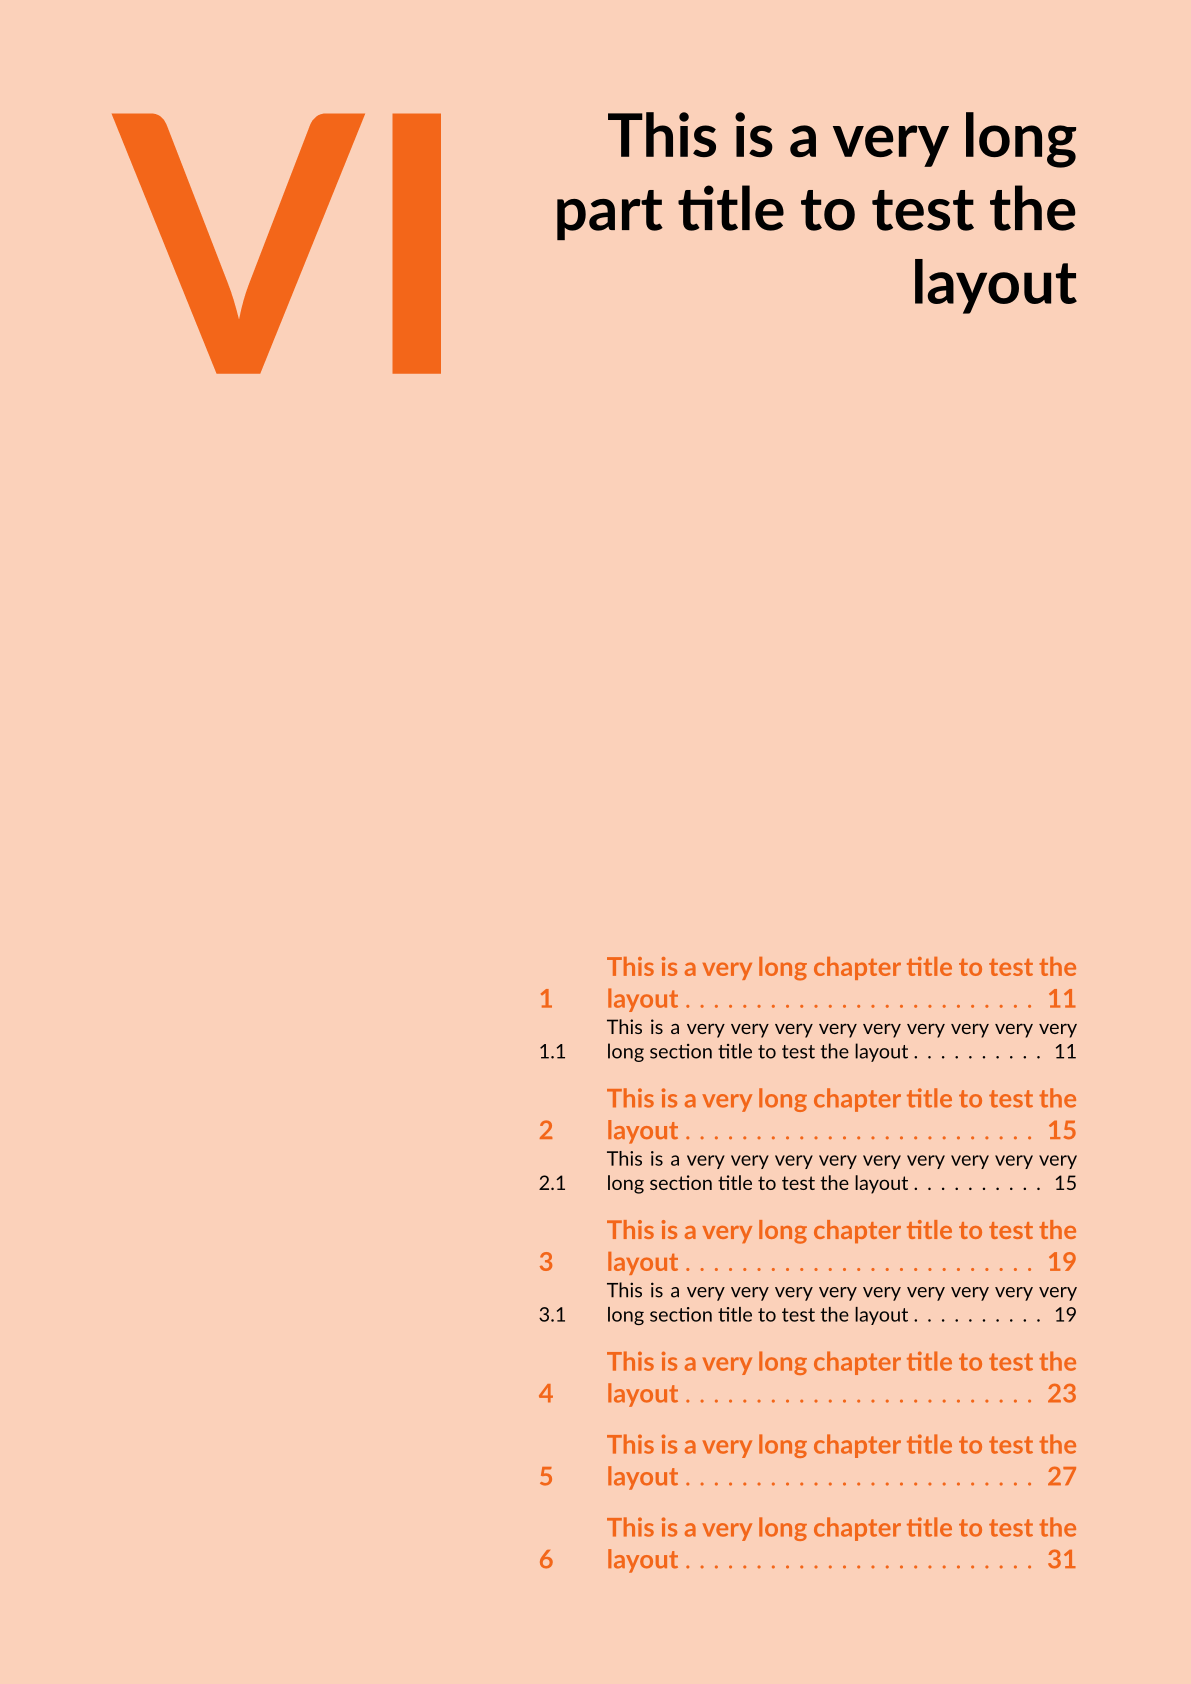 VI
This is a very long
part title to test the
layout
This is a very long chapter title to test the
1 layout . . . . . . . . . . . . . . . . . . . . . . . . . 11
This is a very very very very very very very very very
1.1 long section title to test the layout . . . . . . . . . . 11
This is a very long chapter title to test the
2 layout . . . . . . . . . . . . . . . . . . . . . . . . . 15
This is a very very very very very very very very very
2.1 long section title to test the layout . . . . . . . . . . 15
This is a very long chapter title to test the
3 layout . . . . . . . . . . . . . . . . . . . . . . . . . 19
This is a very very very very very very very very very
3.1 long section title to test the layout . . . . . . . . . . 19
This is a very long chapter title to test the
4 layout . . . . . . . . . . . . . . . . . . . . . . . . . 23
This is a very long chapter title to test the
5 layout . . . . . . . . . . . . . . . . . . . . . . . . . 27
This is a very long chapter title to test the
6 layout . . . . . . . . . . . . . . . . . . . . . . . . . 31